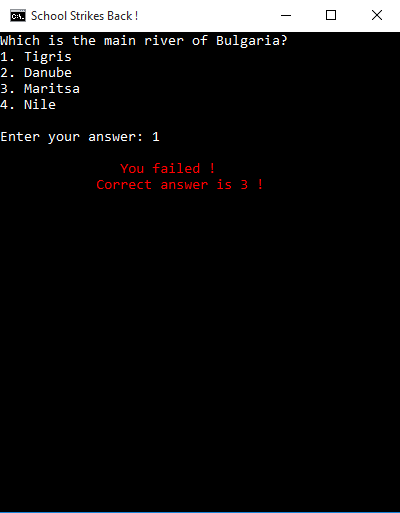 School Strikes Back !
Which is the main river of Bulgaria?
1. Tigris
2. Danube
3. Maritsa
4. Nile
Enter your answer: 1
You failed !
Correct answer is 3 !